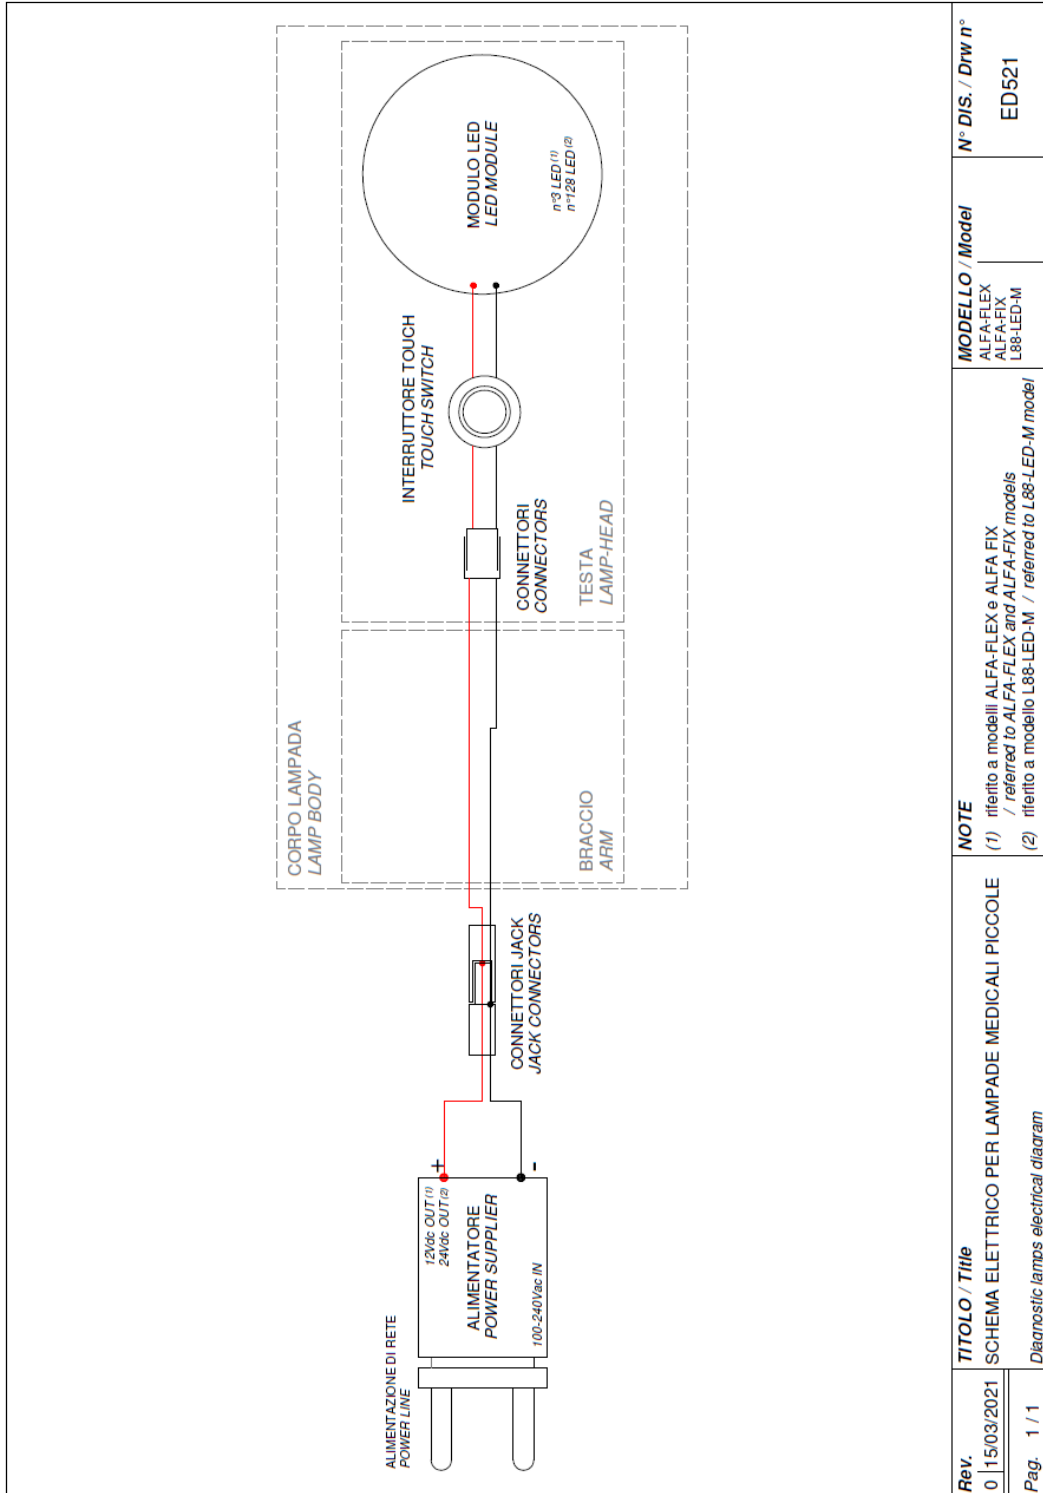 ALIMENTAZIONE DI RETE
POWER LINE
12Vdc OUT (1)
24Vdc OUT (2)
+
-
ALIMENTATORE
POWER SUPPLIER
100-240Vac IN
CONNETTORI JACK
JACK CONNECTORS
CORPO LAMPADA
LAMP BODY
BRACCIO
ARM
TESTA
LAMP-HEAD
CONNETTORI
CONNECTORS
INTERRUTTORE TOUCH
TOUCH SWITCH
MODULO LED
LED MODULE
n°3 LED (1)
n°128 LED (2)
Rev.
0 15/03/2021
Pag. 1 / 1
TITOLO / Title
SCHEMA ELETTRICO PER LAMPADE MEDICALI PICCOLE
Diagnostic lamps electrical diagram
NOTE
(1) riferito a modelli ALFA-FLEX e ALFA FIX
/ referred to ALFA-FLEX and ALFA-FIX models
(2) riferito a modello L88-LED-M / referred to L88-LED-M model
MODELLO / Model
ALFA-FLEX
ALFA-FIX
L88-LED-M
N° DIS. / Drw n°
ED521